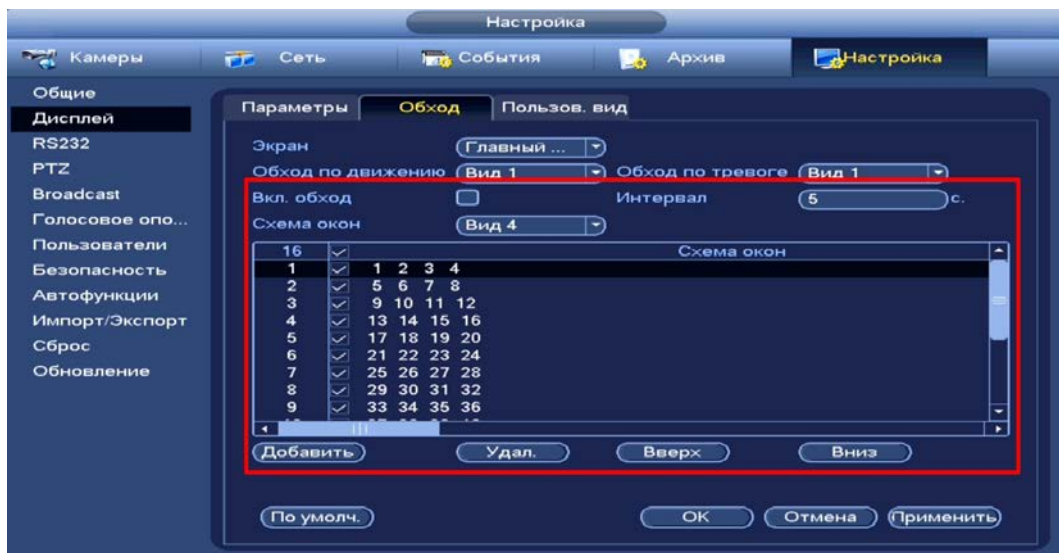 Настройка
Камеры Сеть События Архив Настройка
Общие
Дисплей
RS232
PTZ
Broadcast
Голосовое опо...
Пользователи
Безопасность
Автофункции
Импорт/Экспорт
Сброс
Обновление
Параметры Обход Пользов. вид
Экран Главный ...
Обход по движению Вид 1 Обход по тревоге Вид 1
Вкл. обход Интервал 5 с.
Схема окон Вид 4
16 Схема окон
1 1 2 3 4
2 5 6 7 8
3 9 10 11 12
4 13 14 15 16
5 17 18 19 20
6 21 22 23 24
7 25 26 27 28
8 29 30 31 32
9 33 34 35 36
Добавить Удал. Вверх Вниз
По умолч. OK Отмена Применить